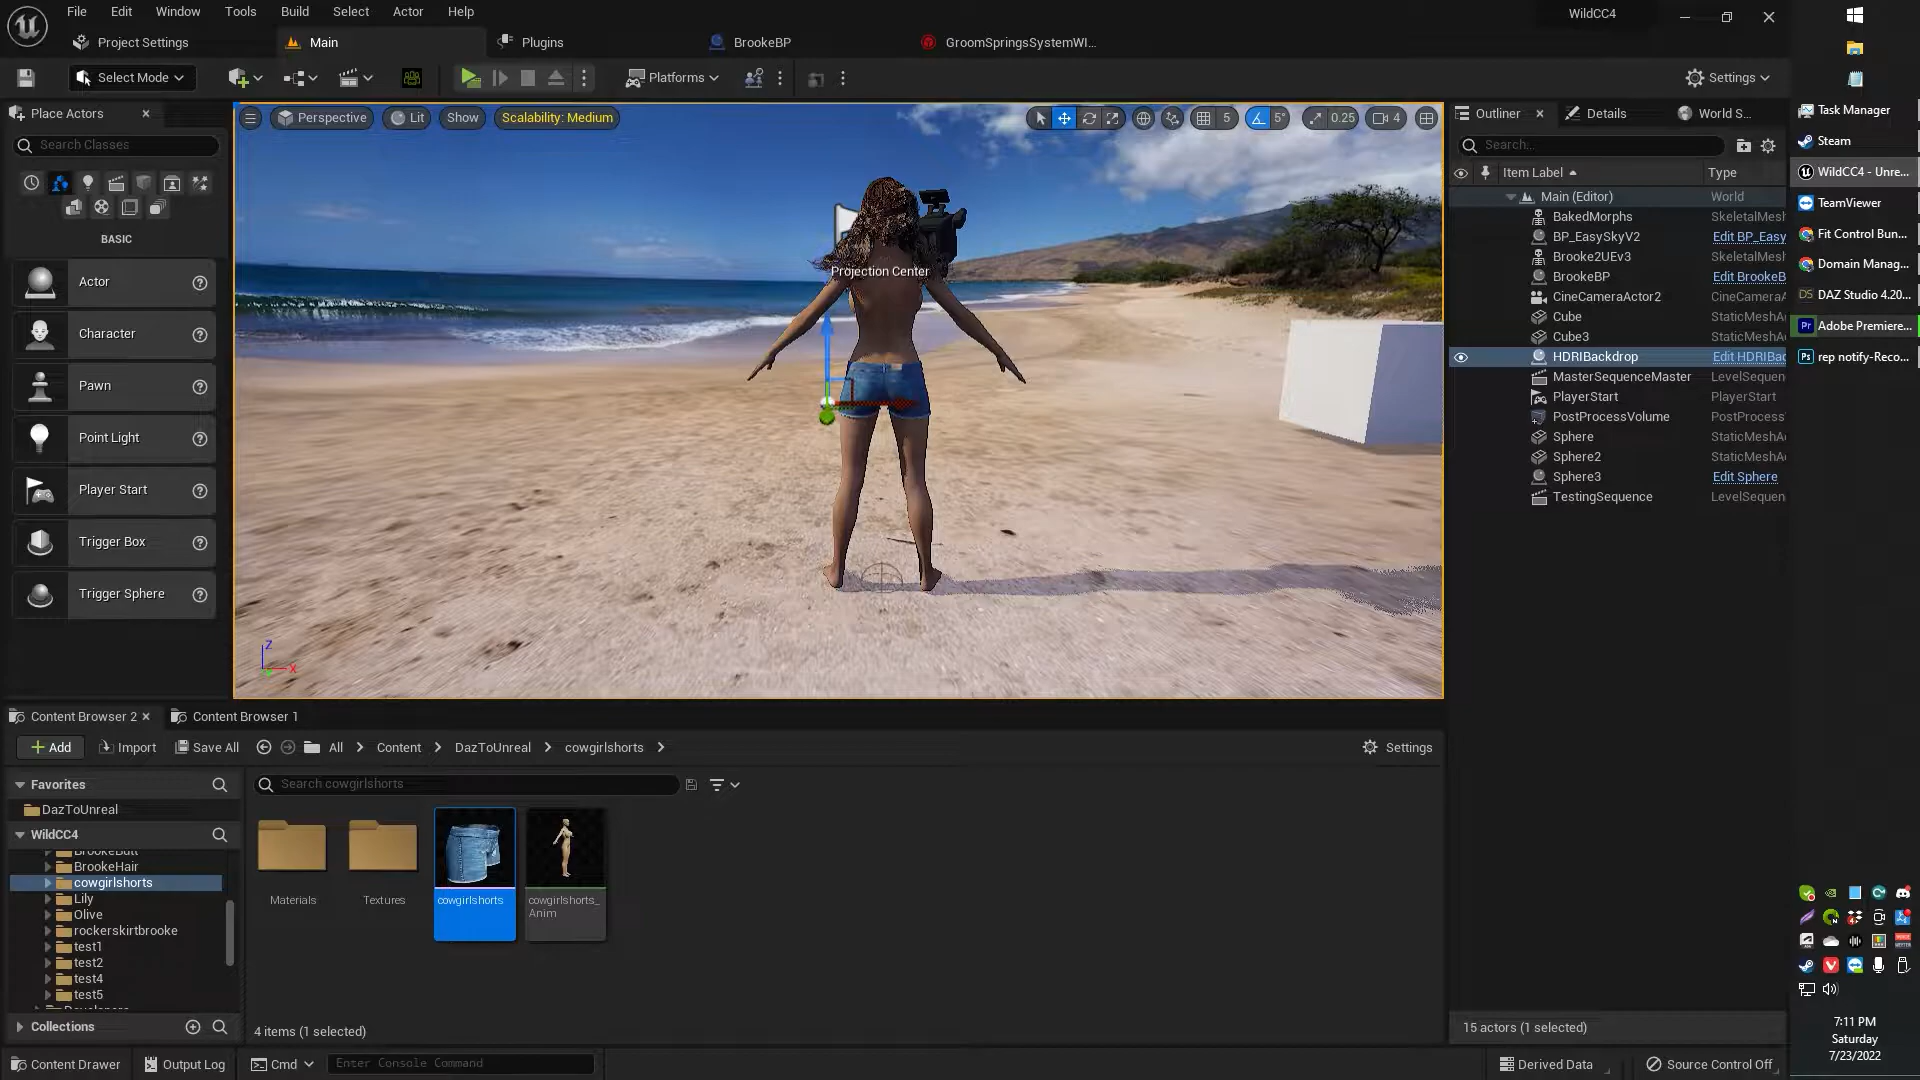 File Edit Window Tools Build Select Actor Help
WildCC4
Project Settings
Main
Plugins
BrookeBP
GroomSpringsSystemWI...
Select Mode
Platforms
Settings
Place Actors
Search Classes
BASIC
Actor
Character
Pawn
Point Light
Player Start
Trigger Box
Trigger Sphere
Perspective
Lit
Show
Scalability: Medium
5
5°
0.25
4
Projection Center
Z
X
Outliner
Details
World S...
Search...
Item Label
Type
Main (Editor) World
BakedMorphs SkeletalMesh
BP_EasySkyV2 Edit BP_Easy
Brooke2UEv3 SkeletalMesh
BrookeBP Edit BrookeB
CineCameraActor2 CineCameraA
Cube StaticMeshA
Cube3 StaticMeshA
HDRIBackdrop Edit HDRIBac
MasterSequenceMaster LevelSequen
PlayerStart PlayerStart
PostProcessVolume PostProcess
Sphere StaticMeshA
Sphere2 StaticMeshA
Sphere3 Edit Sphere
TestingSequence LevelSequen
15 actors (1 selected)
Task Manager
Steam
WildCC4 - Unre...
TeamViewer
Fit Control Bun...
Domain Manag...
DS DAZ Studio 4.20...
Pr Adobe Premiere...
Ps rep notify-Reco...
7:11 PM
Saturday
7/23/2022
Content Browser 2
Content Browser 1
Add
Import
Save All
All
Content
DazToUnreal
cowgirlshorts
Settings
Favorites
DazToUnreal
WildCC4
BrookeButt
BrookeHair
cowgirlshorts
Lily
Olive
rockerskirtbrooke
test1
test2
test4
test5
Developers
Collections
Search cowgirlshorts
Materials
Textures
cowgirlshorts
cowgirlshorts_
Anim
4 items (1 selected)
Content Drawer
Output Log
Cmd
Enter Console Command
Derived Data
Source Control Off